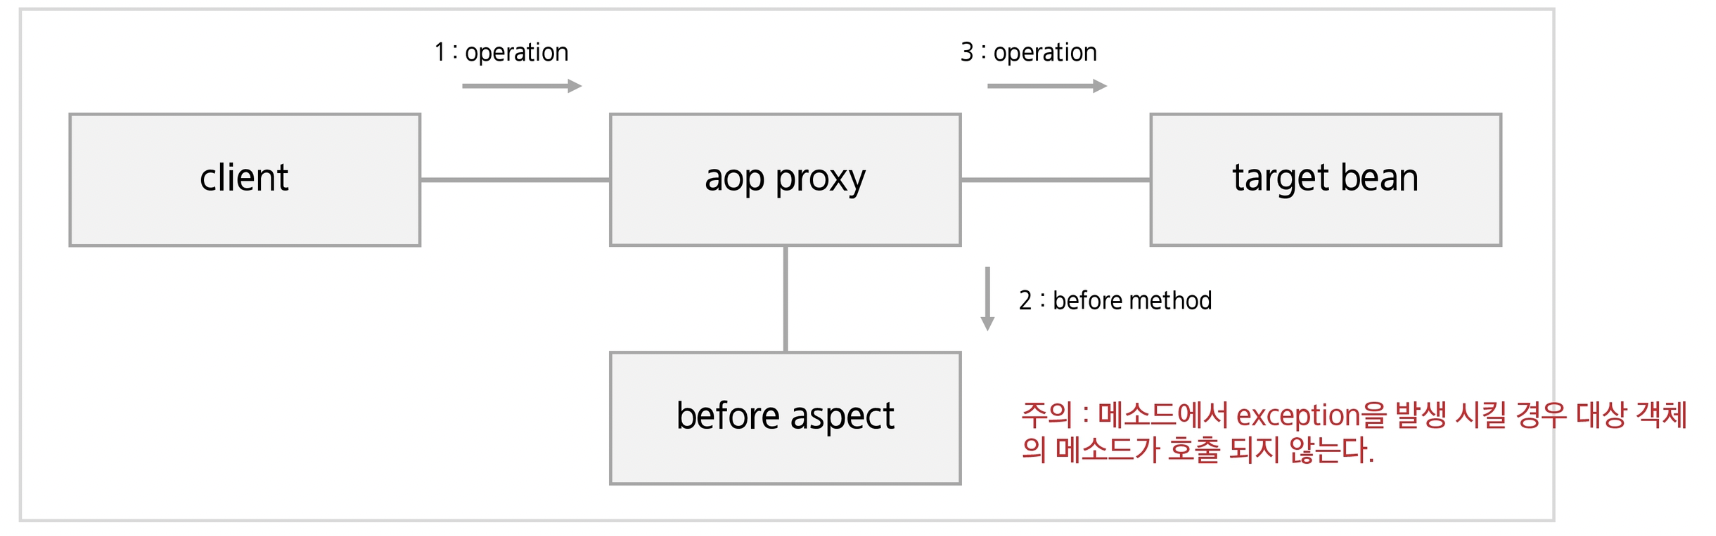 1 : operation
3 : operation
client
aop proxy
target bean
2 : before method
before aspect
주의 : 메소드에서 exception을 발생 시킬 경우 대상 객체
의 메소드가 호출 되지 않는다.